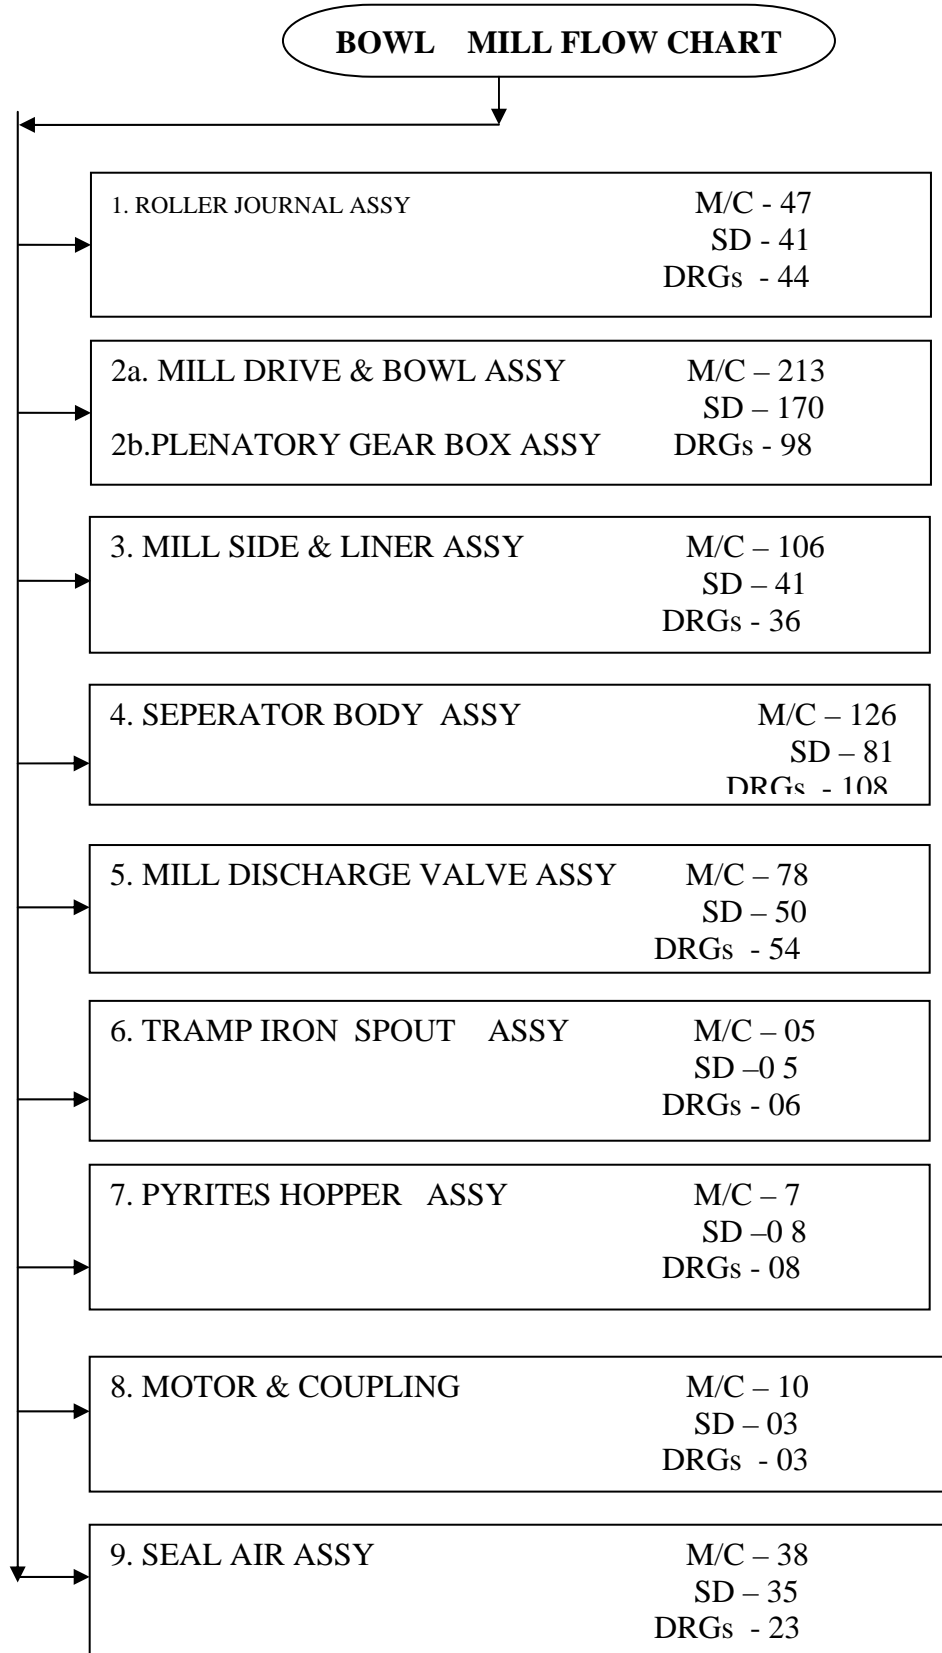 BOWL MILL FLOW CHART
1. ROLLER JOURNAL ASSY M/C - 47
SD - 41
DRGs - 44
2a. MILL DRIVE & BOWL ASSY M/C – 213
SD – 170
2b.PLENATORY GEAR BOX ASSY DRGs - 98
3. MILL SIDE & LINER ASSY M/C – 106
SD – 41
DRGs - 36
4. SEPERATOR BODY ASSY M/C – 126
SD – 81
DRGs - 108
5. MILL DISCHARGE VALVE ASSY M/C – 78
SD – 50
DRGs - 54
6. TRAMP IRON SPOUT ASSY M/C – 05
SD –0 5
DRGs - 06
7. PYRITES HOPPER ASSY M/C – 7
SD –0 8
DRGs - 08
8. MOTOR & COUPLING M/C – 10
SD – 03
DRGs - 03
9. SEAL AIR ASSY M/C – 38
SD – 35
DRGs - 23